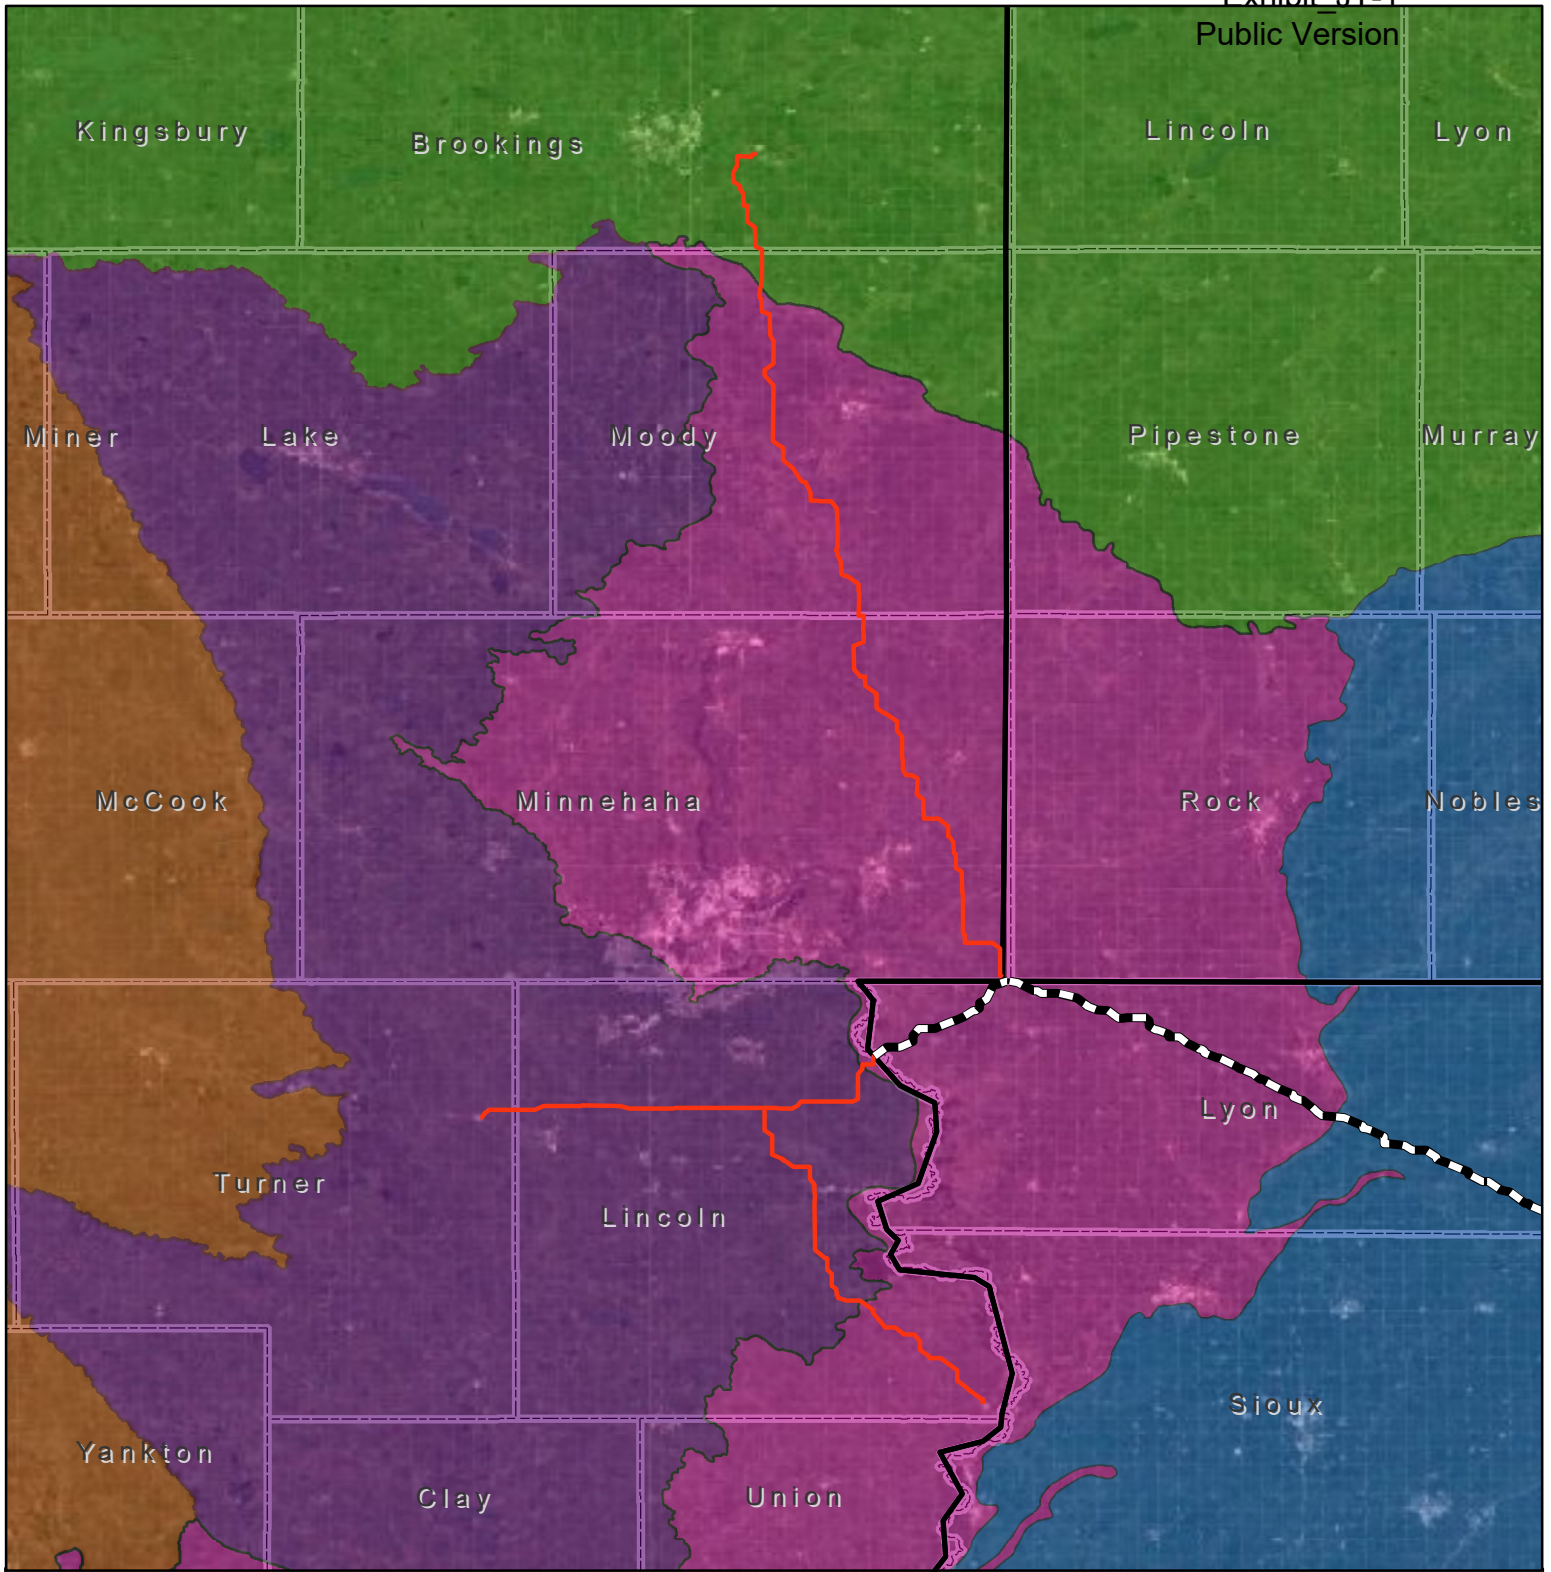 Public Version
Kingsbury
Brookings
Lincoln
Lyon
Miner
Lake
Moody
Pipestone
Murray
McCook
Minnehaha
Rock
Nobles
Lyon
Turner
Lincoln
Sioux
Yankton
Clay
Union